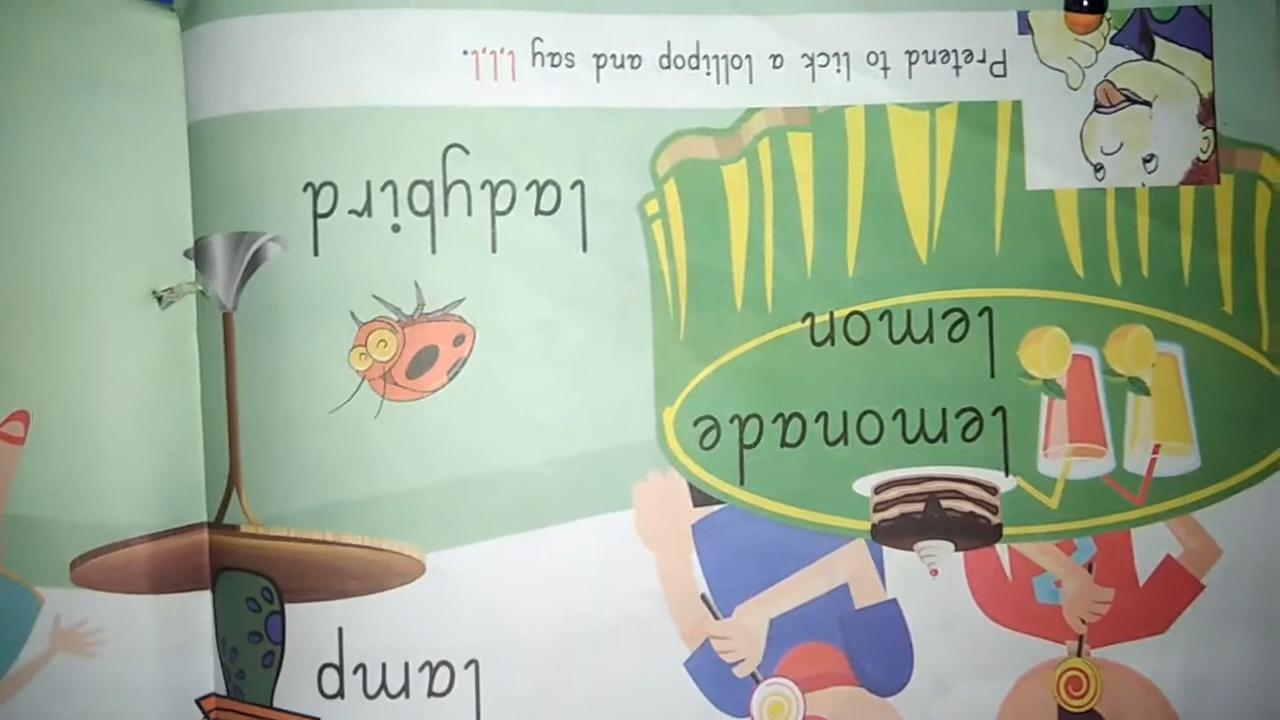 lamp
lemonade
lemon
ladybird
Pretend to lick a lollipop and say l,l,l.